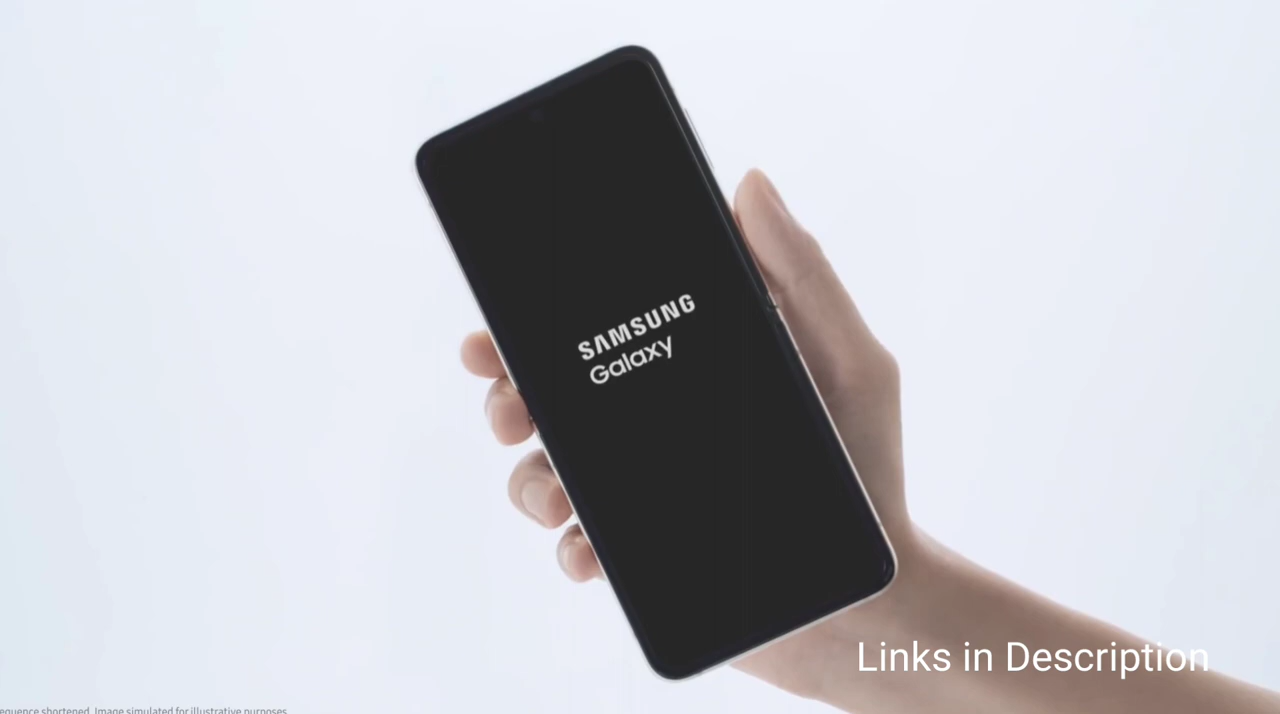 SAMSUNG
Galaxy
Links in Description
equence shortened. Image simulated for illustrative purposes.